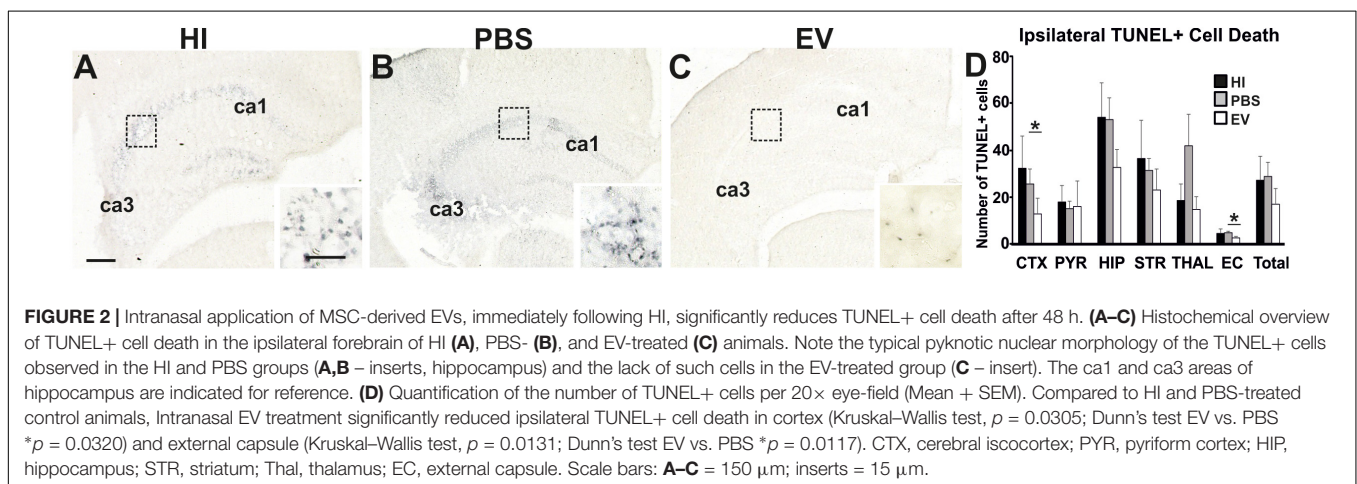 HI
PBS
EV
A
B
C
D
ca1
ca3
ca1
ca3
ca1
ca3
Ipsilateral TUNEL+ Cell Death
Number of TUNEL+ cells
80
60
40
20
0
HI
PBS
EV
*
*
CTX PYR HIP STR THAL EC Total
FIGURE 2 | Intranasal application of MSC-derived EVs, immediately following HI, significantly reduces TUNEL+ cell death after 48 h. (A–C) Histochemical overview
of TUNEL+ cell death in the ipsilateral forebrain of HI (A), PBS- (B), and EV-treated (C) animals. Note the typical pyknotic nuclear morphology of the TUNEL+ cells
observed in the HI and PBS groups (A,B – inserts, hippocampus) and the lack of such cells in the EV-treated group (C – insert). The ca1 and ca3 areas of
hippocampus are indicated for reference. (D) Quantification of the number of TUNEL+ cells per 20× eye-field (Mean + SEM). Compared to HI and PBS-treated
control animals, Intranasal EV treatment significantly reduced ipsilateral TUNEL+ cell death in cortex (Kruskal–Wallis test, p = 0.0305; Dunn's test EV vs. PBS
*p = 0.0320) and external capsule (Kruskal–Wallis test, p = 0.0131; Dunn's test EV vs. PBS *p = 0.0117). CTX, cerebral iscocortex; PYR, pyriform cortex; HIP,
hippocampus; STR, striatum; Thal, thalamus; EC, external capsule. Scale bars: A–C = 150 μm; inserts = 15 μm.